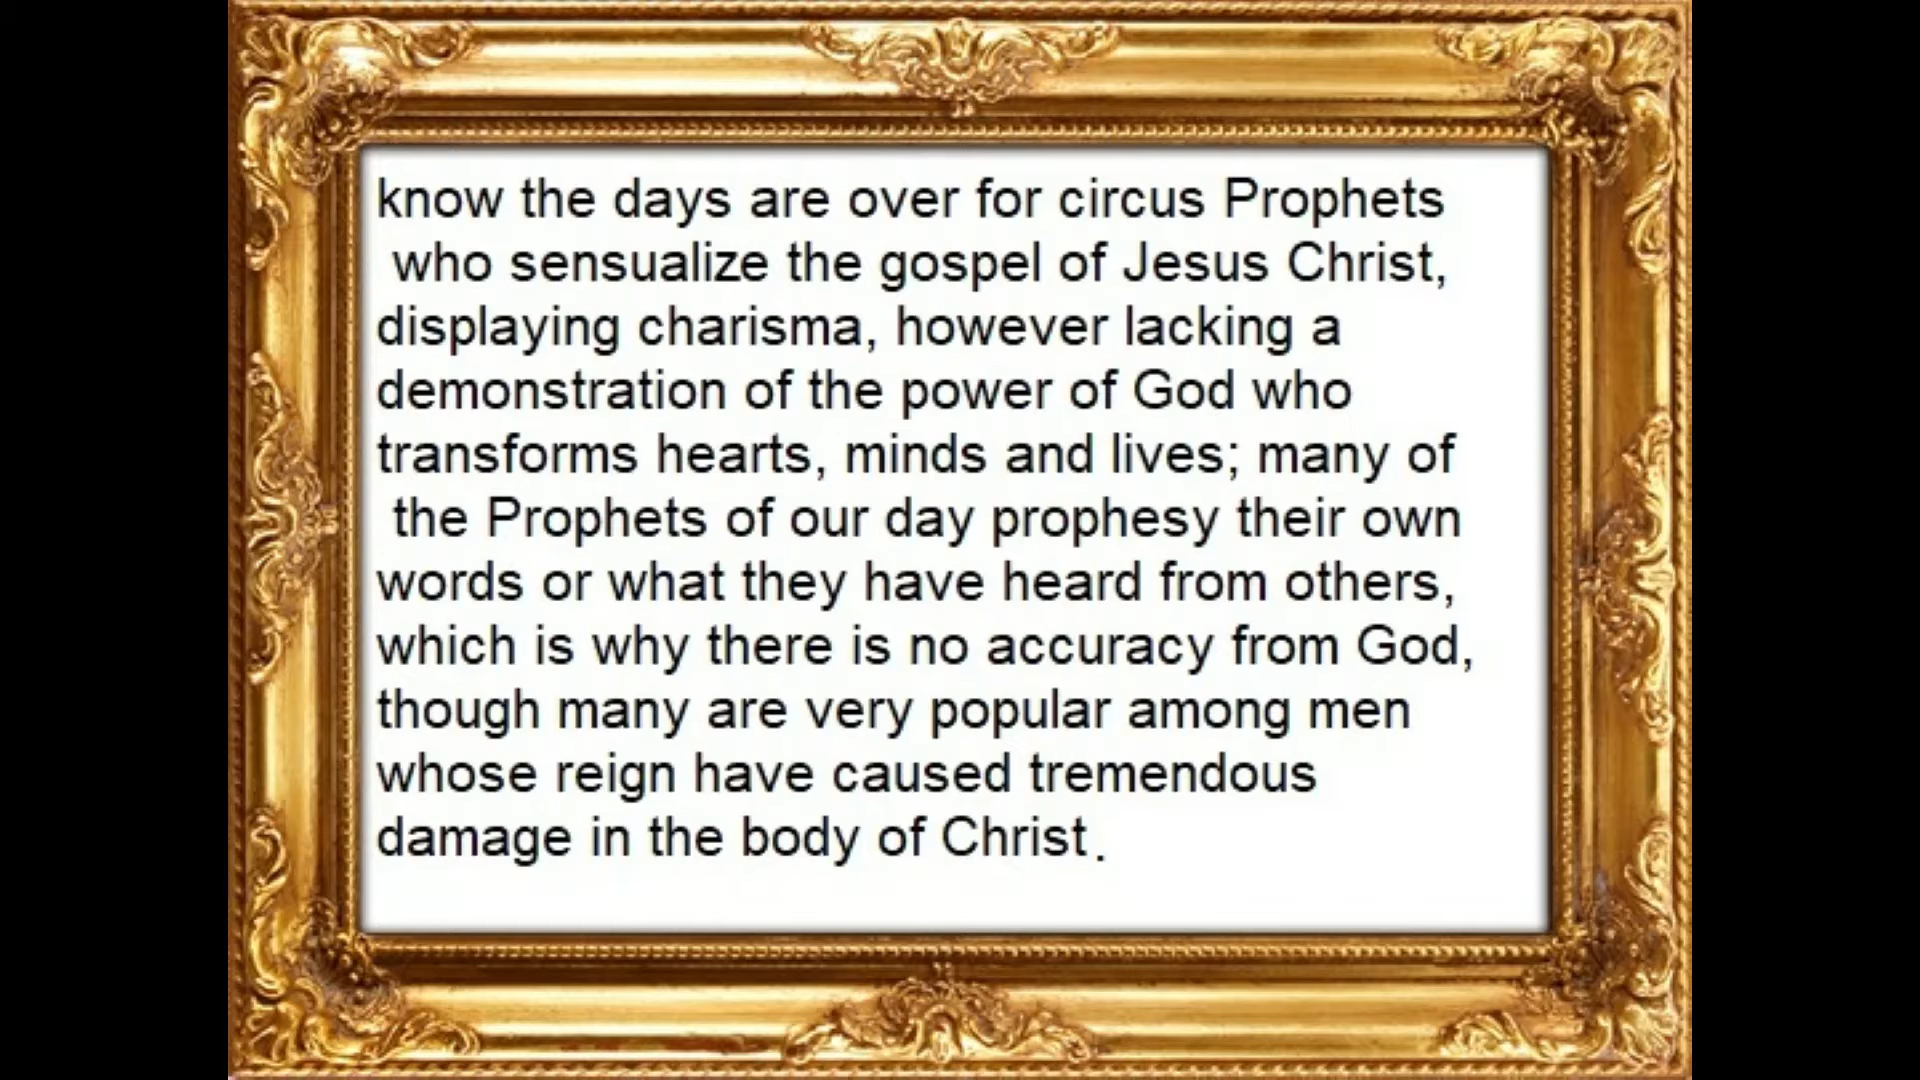 know the days are over for circus Prophets
who sensualize the gospel of Jesus Christ,
displaying charisma, however lacking a
demonstration of the power of God who
transforms hearts, minds and lives; many of
the Prophets of our day prophesy their own
words or what they have heard from others,
which is why there is no accuracy from God,
though many are very popular among men
whose reign have caused tremendous
damage in the body of Christ.